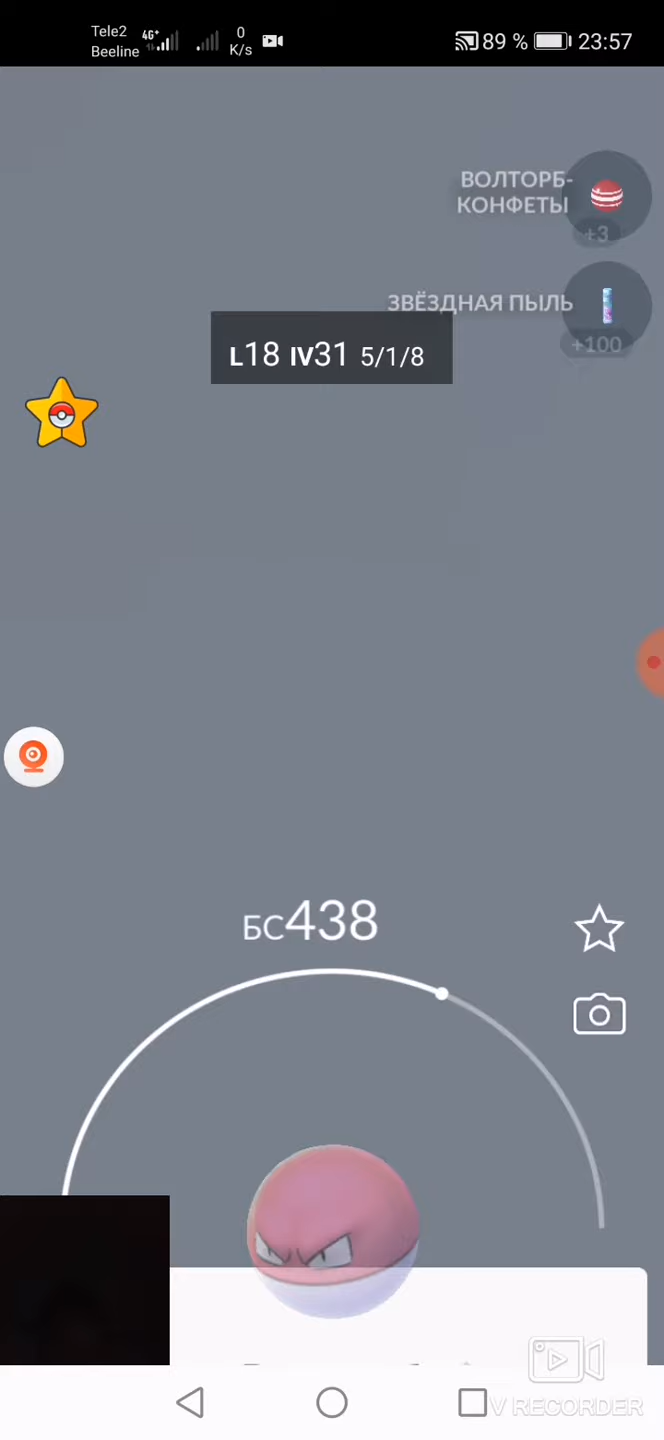 Tele2
Beeline
4G+
0
K/s
89 %
23:57
ВОЛТОРБ-
КОНФЕТЫ
+3
ЗВЁЗДНАЯ ПЫЛЬ
+100
L18 IV31 5/1/8
БС438
V RECORDER